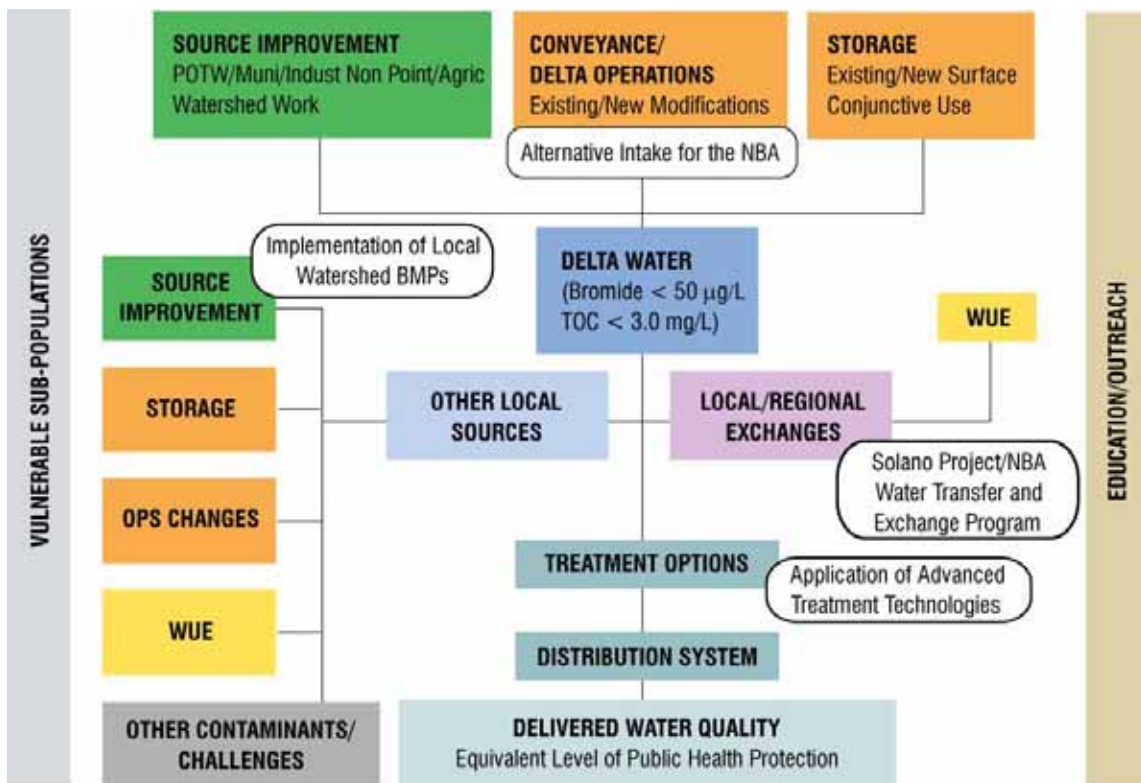 SOURCE IMPROVEMENT
POTW/Muni/Indust Non Point/Agric
Watershed Work
CONVEYANCE/
DELTA OPERATIONS
Existing/New Modifications
STORAGE
Existing/New Surface
Conjunctive Use
Alternative Intake for the NBA
VULNERABLE SUB-POPULATIONS
EDUCATION/OUTREACH
Implementation of Local
Watershed BMPs
SOURCE
IMPROVEMENT
DELTA WATER
(Bromide < 50 µg/L
TOC < 3.0 mg/L)
WUE
STORAGE
OTHER LOCAL
SOURCES
LOCAL/REGIONAL
EXCHANGES
Solano Project/NBA
Water Transfer and
Exchange Program
OPS CHANGES
TREATMENT OPTIONS
Application of Advanced
Treatment Technologies
WUE
DISTRIBUTION SYSTEM
OTHER CONTAMINANTS/
CHALLENGES
DELIVERED WATER QUALITY
Equivalent Level of Public Health Protection